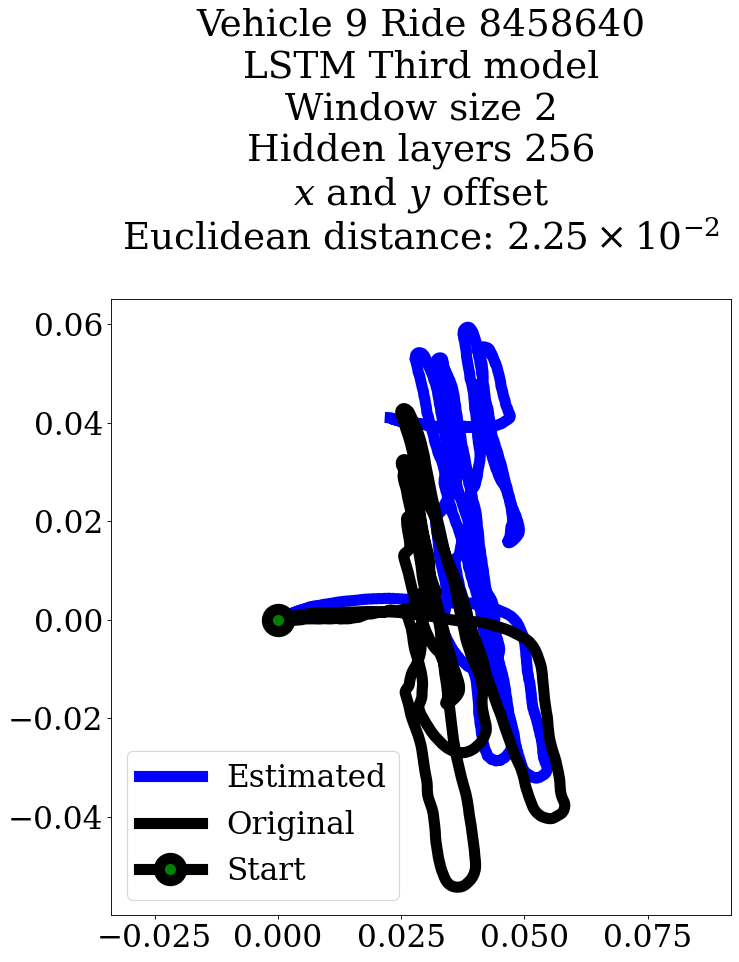 Vehicle 9 Ride 8458640
LSTM Third model
Window size 2
Hidden layers 256
x and y offset
Euclidean distance: 2.25 × 10⁻²
0.06
0.04
0.02
0.00
−0.02
−0.04
Estimated
Original
Start
−0.025 0.000 0.025 0.050 0.075